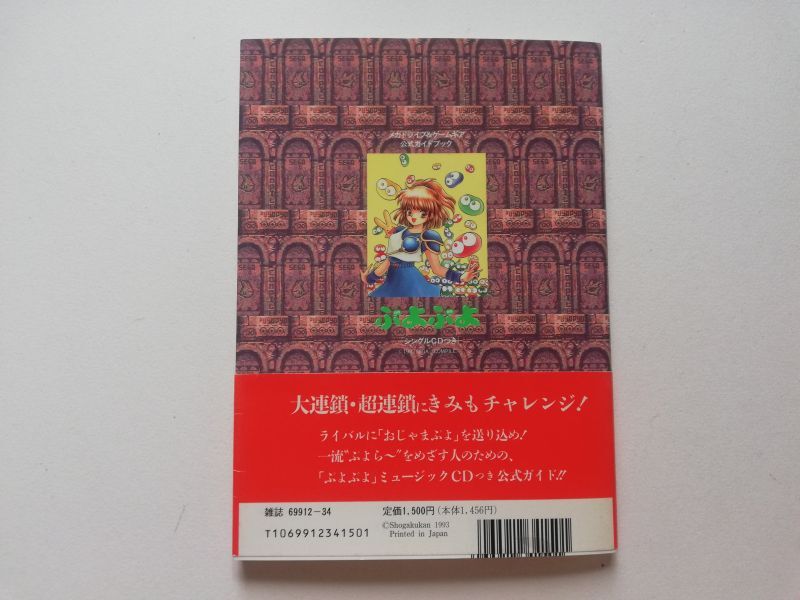 メガドライブ&ゲームギア
公式ガイドブック
ぷよぷよ
シングルCDつき
大連鎖・超連鎖にきみもチャレンジ!
ライバルに「おじゃまぷよ」を送り込め!
一流“ぷよら〜”をめざす人のための、
「ぷよぷよ」ミュージックCDつき公式ガイド!!
雑誌 69912-34
定価1,500円(本体1,456円)
T1069912341501
©Shogakukan 1993
Printed in Japan
SEGA
PUYOPUYO